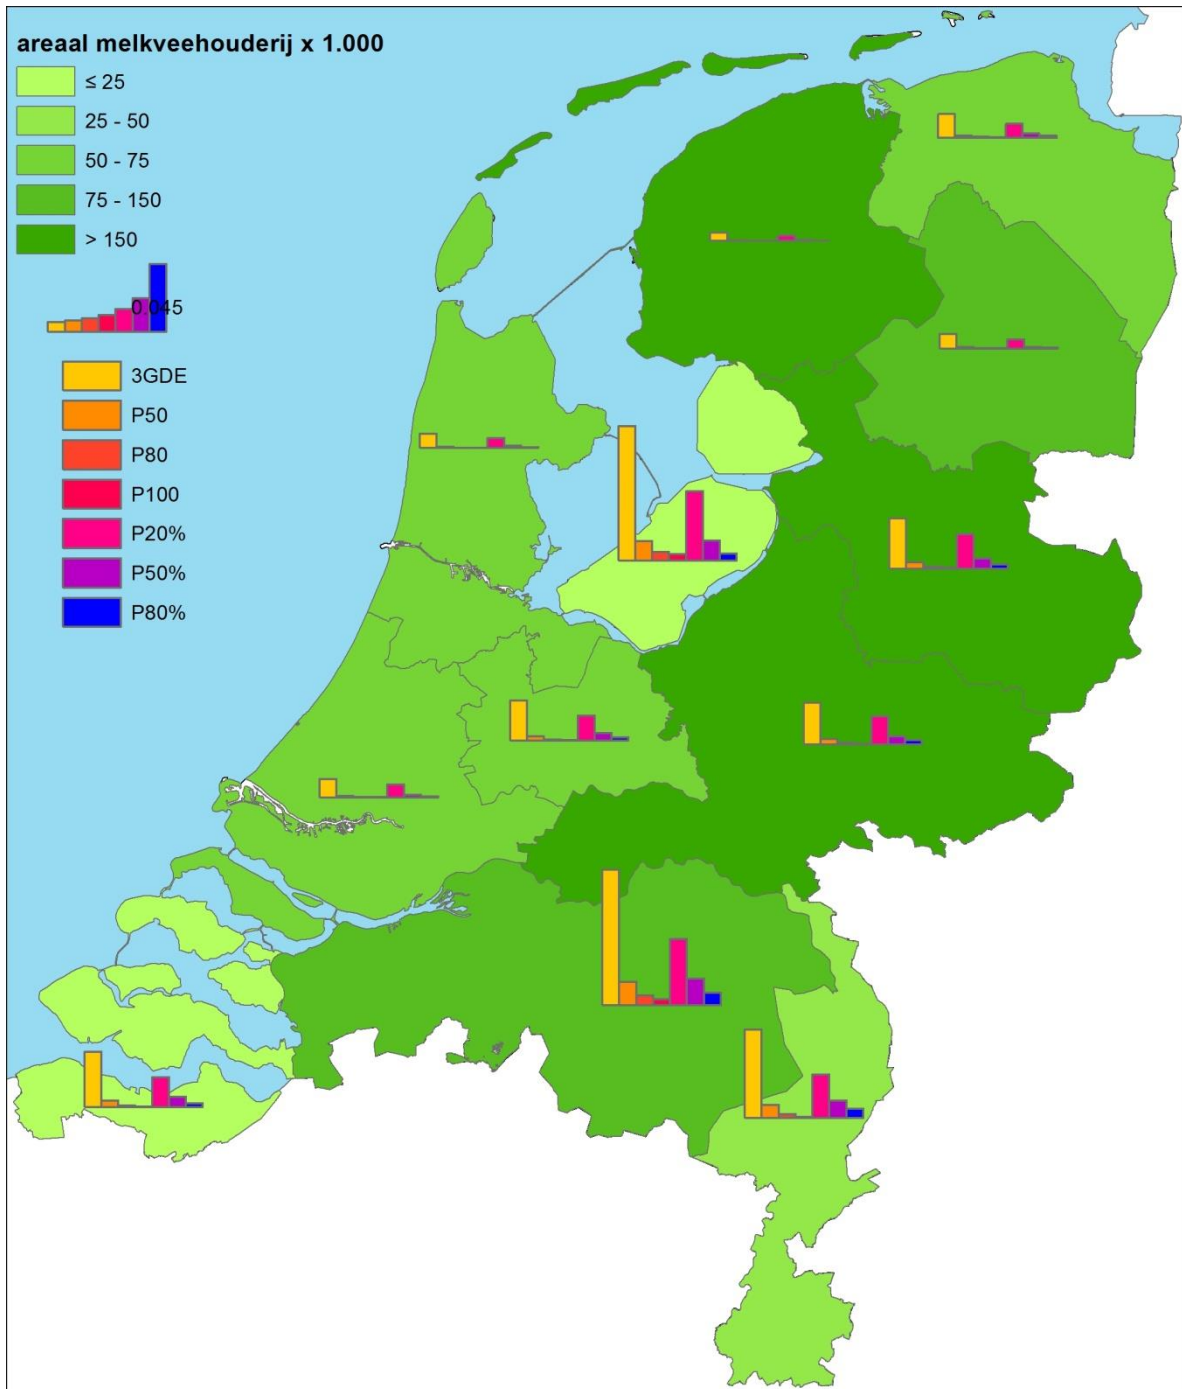 areaal melkveehouderij x 1.000
≤ 25
25 - 50
50 - 75
75 - 150
> 150
0.045
3GDE
P50
P80
P100
P20%
P50%
P80%